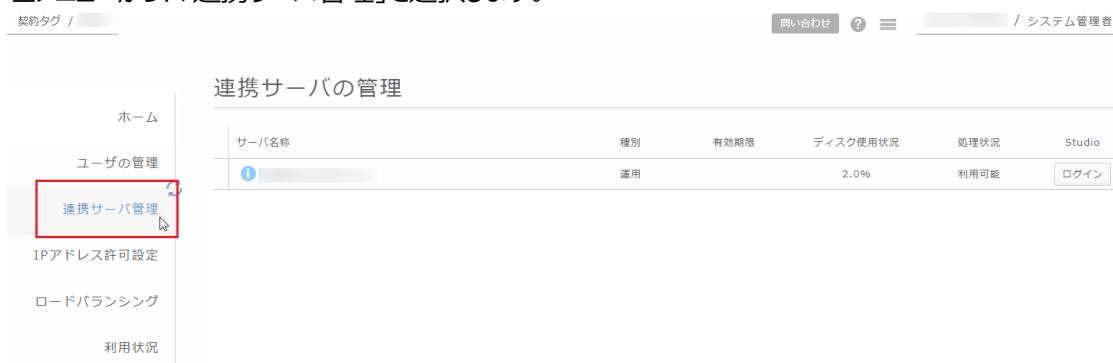 契約タグ /
問い合わせ
?
/ システム管理者
連携サーバの管理
ホーム
ユーザの管理
連携サーバ管理
IPアドレス許可設定
ロードバランシング
利用状況
サーバ名称 種別 有効期限 ディスク使用状況 処理状況 Studio
i 運用 2.0% 利用可能 ログイン